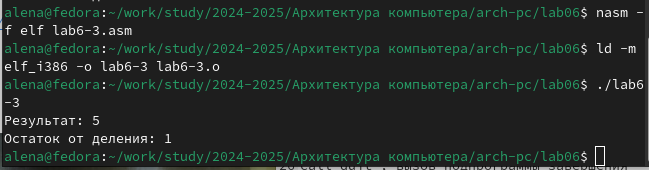 alena@fedora:~/work/study/2024-2025/Архитектура компьютера/arch-pc/lab06$ nasm -
f elf lab6-3.asm
alena@fedora:~/work/study/2024-2025/Архитектура компьютера/arch-pc/lab06$ ld -m
elf_i386 -o lab6-3 lab6-3.o
alena@fedora:~/work/study/2024-2025/Архитектура компьютера/arch-pc/lab06$ ./lab6
-3
Результат: 5
Остаток от деления: 1
alena@fedora:~/work/study/2024-2025/Архитектура компьютера/arch-pc/lab06$